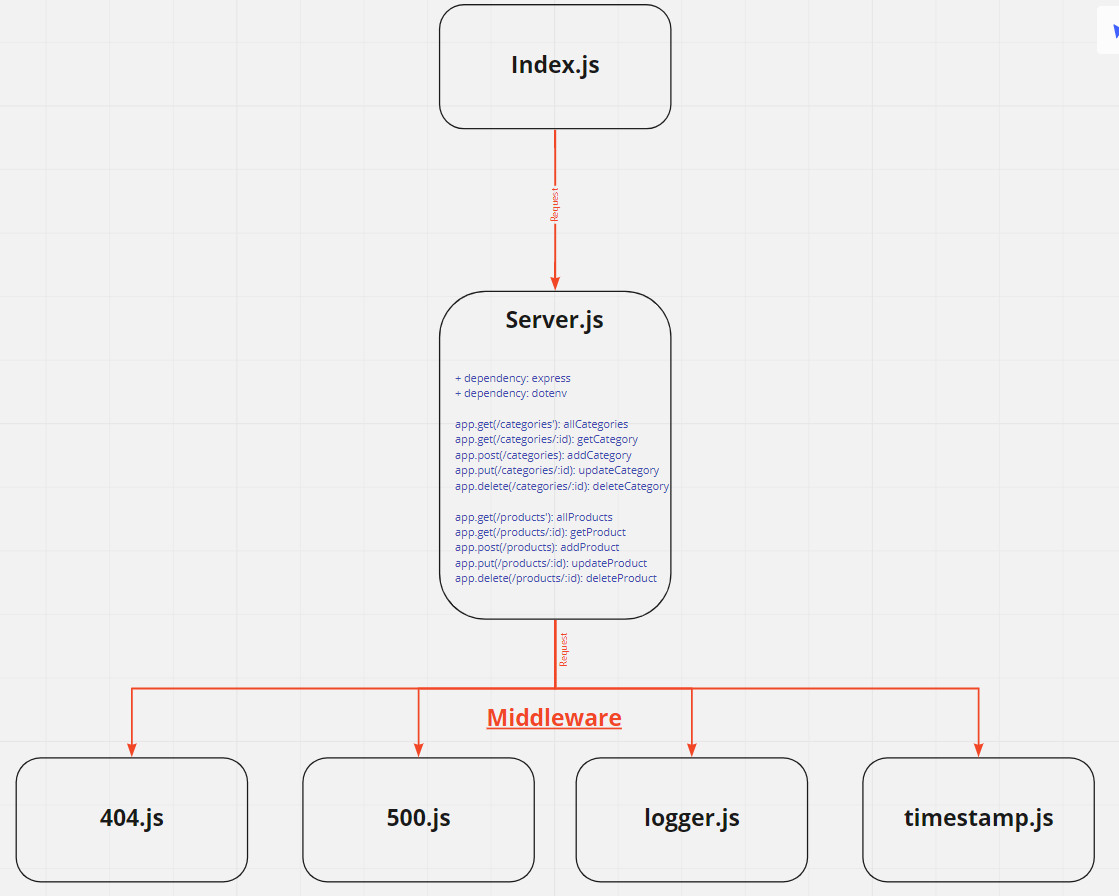 Index.js
Request
Server.js
+ dependency: express
+ dependency: dotenv
app.get(/categories'): allCategories
app.get(/categories/:id): getCategory
app.post(/categories): addCategory
app.put(/categories/:id): updateCategory
app.delete(/categories/:id): deleteCategory
app.get(/products'): allProducts
app.get(/products/:id): getProduct
app.post(/products): addProduct
app.put(/products/:id): updateProduct
app.delete(/products/:id): deleteProduct
Request
Middleware
404.js
500.js
logger.js
timestamp.js